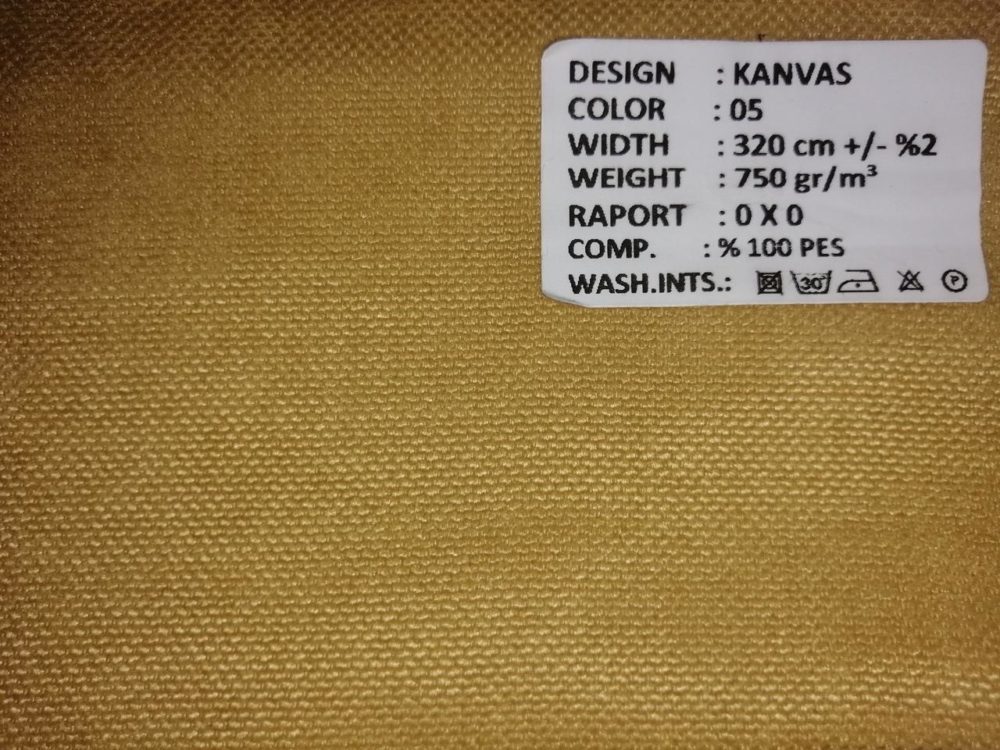 DESIGN : KANVAS
COLOR : 05
WIDTH : 320 cm +/- %2
WEIGHT : 750 gr/m³
RAPORT : 0 X 0
COMP. : % 100 PES
WASH.INTS.: 30° P